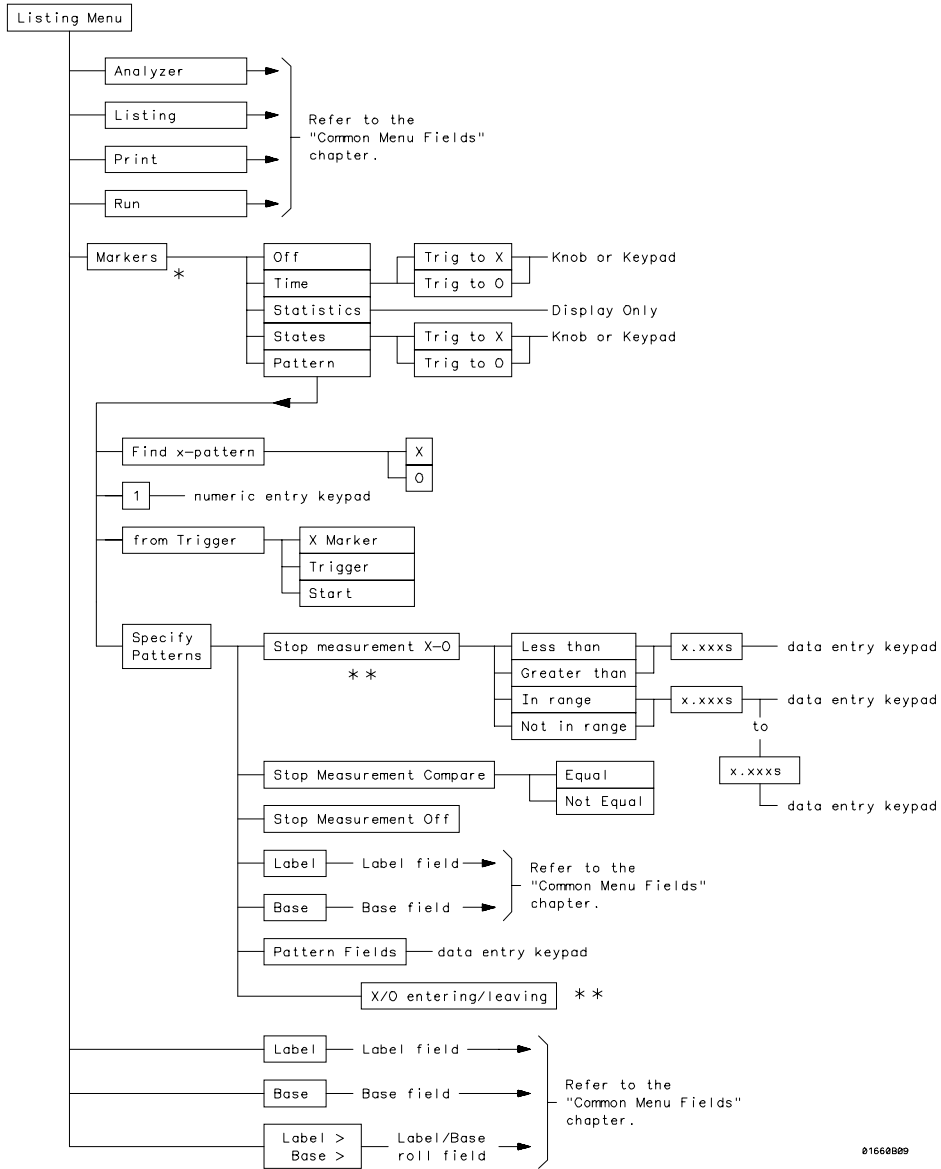 Listing Menu
Analyzer
Listing
Print
Run
Refer to the
"Common Menu Fields"
chapter.
Markers
*
Off
Time
Statistics
States
Pattern
Trig to X
Trig to O
Knob or Keypad
Display Only
Trig to X
Trig to O
Knob or Keypad
Find x-pattern
X
O
1
numeric entry keypad
from Trigger
X Marker
Trigger
Start
Specify
Patterns
Stop measurement X-O
**
Less than
Greater than
In range
Not in range
x.xxxs
data entry keypad
x.xxxs
data entry keypad
to
x.xxxs
data entry keypad
Stop Measurement Compare
Equal
Not Equal
Stop Measurement Off
Label
Label field
Base
Base field
Refer to the
"Common Menu Fields"
chapter.
Pattern Fields
data entry keypad
X/O entering/leaving
**
Label
Label field
Base
Base field
Label >
Base >
Label/Base
roll field
Refer to the
"Common Menu Fields"
chapter.
01660B09